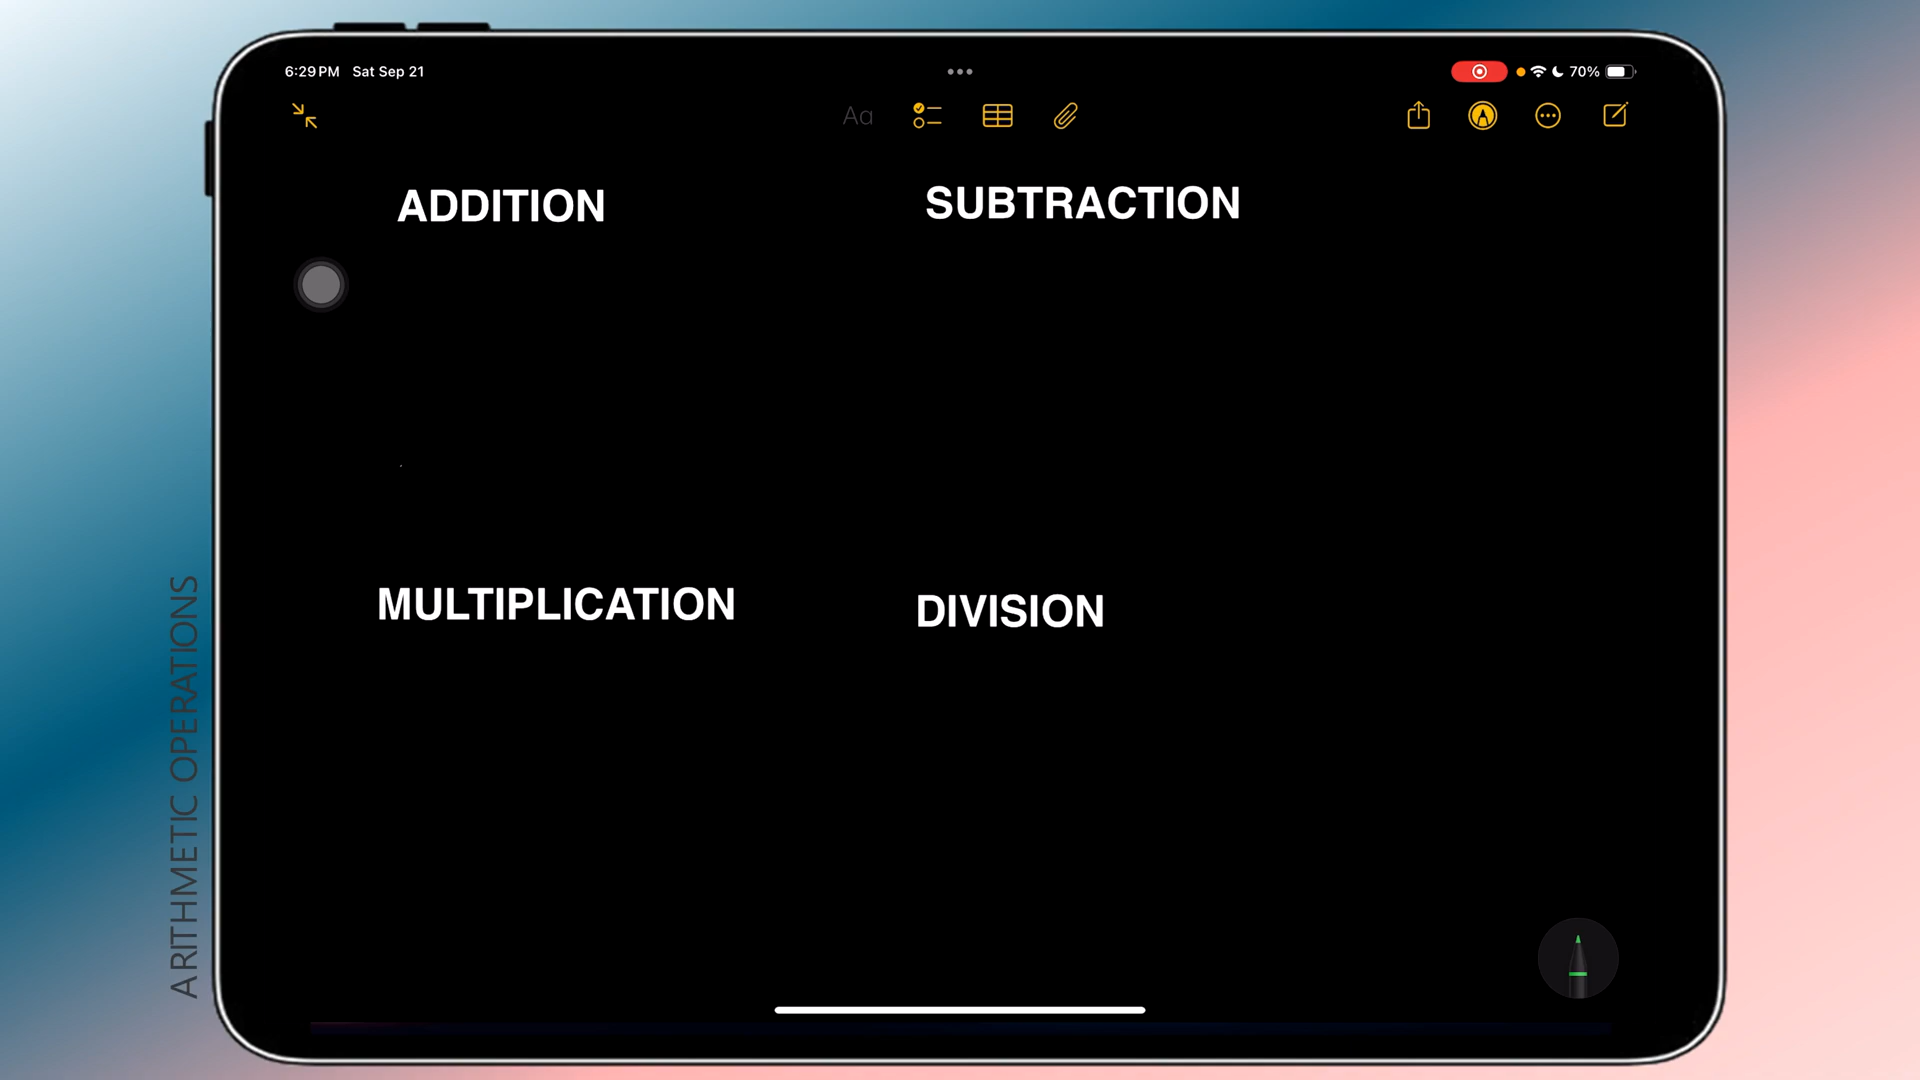 6:29 PM Sat Sep 21
70%
Aa
ADDITION
SUBTRACTION
MULTIPLICATION
DIVISION
ARITHMETIC OPERATIONS